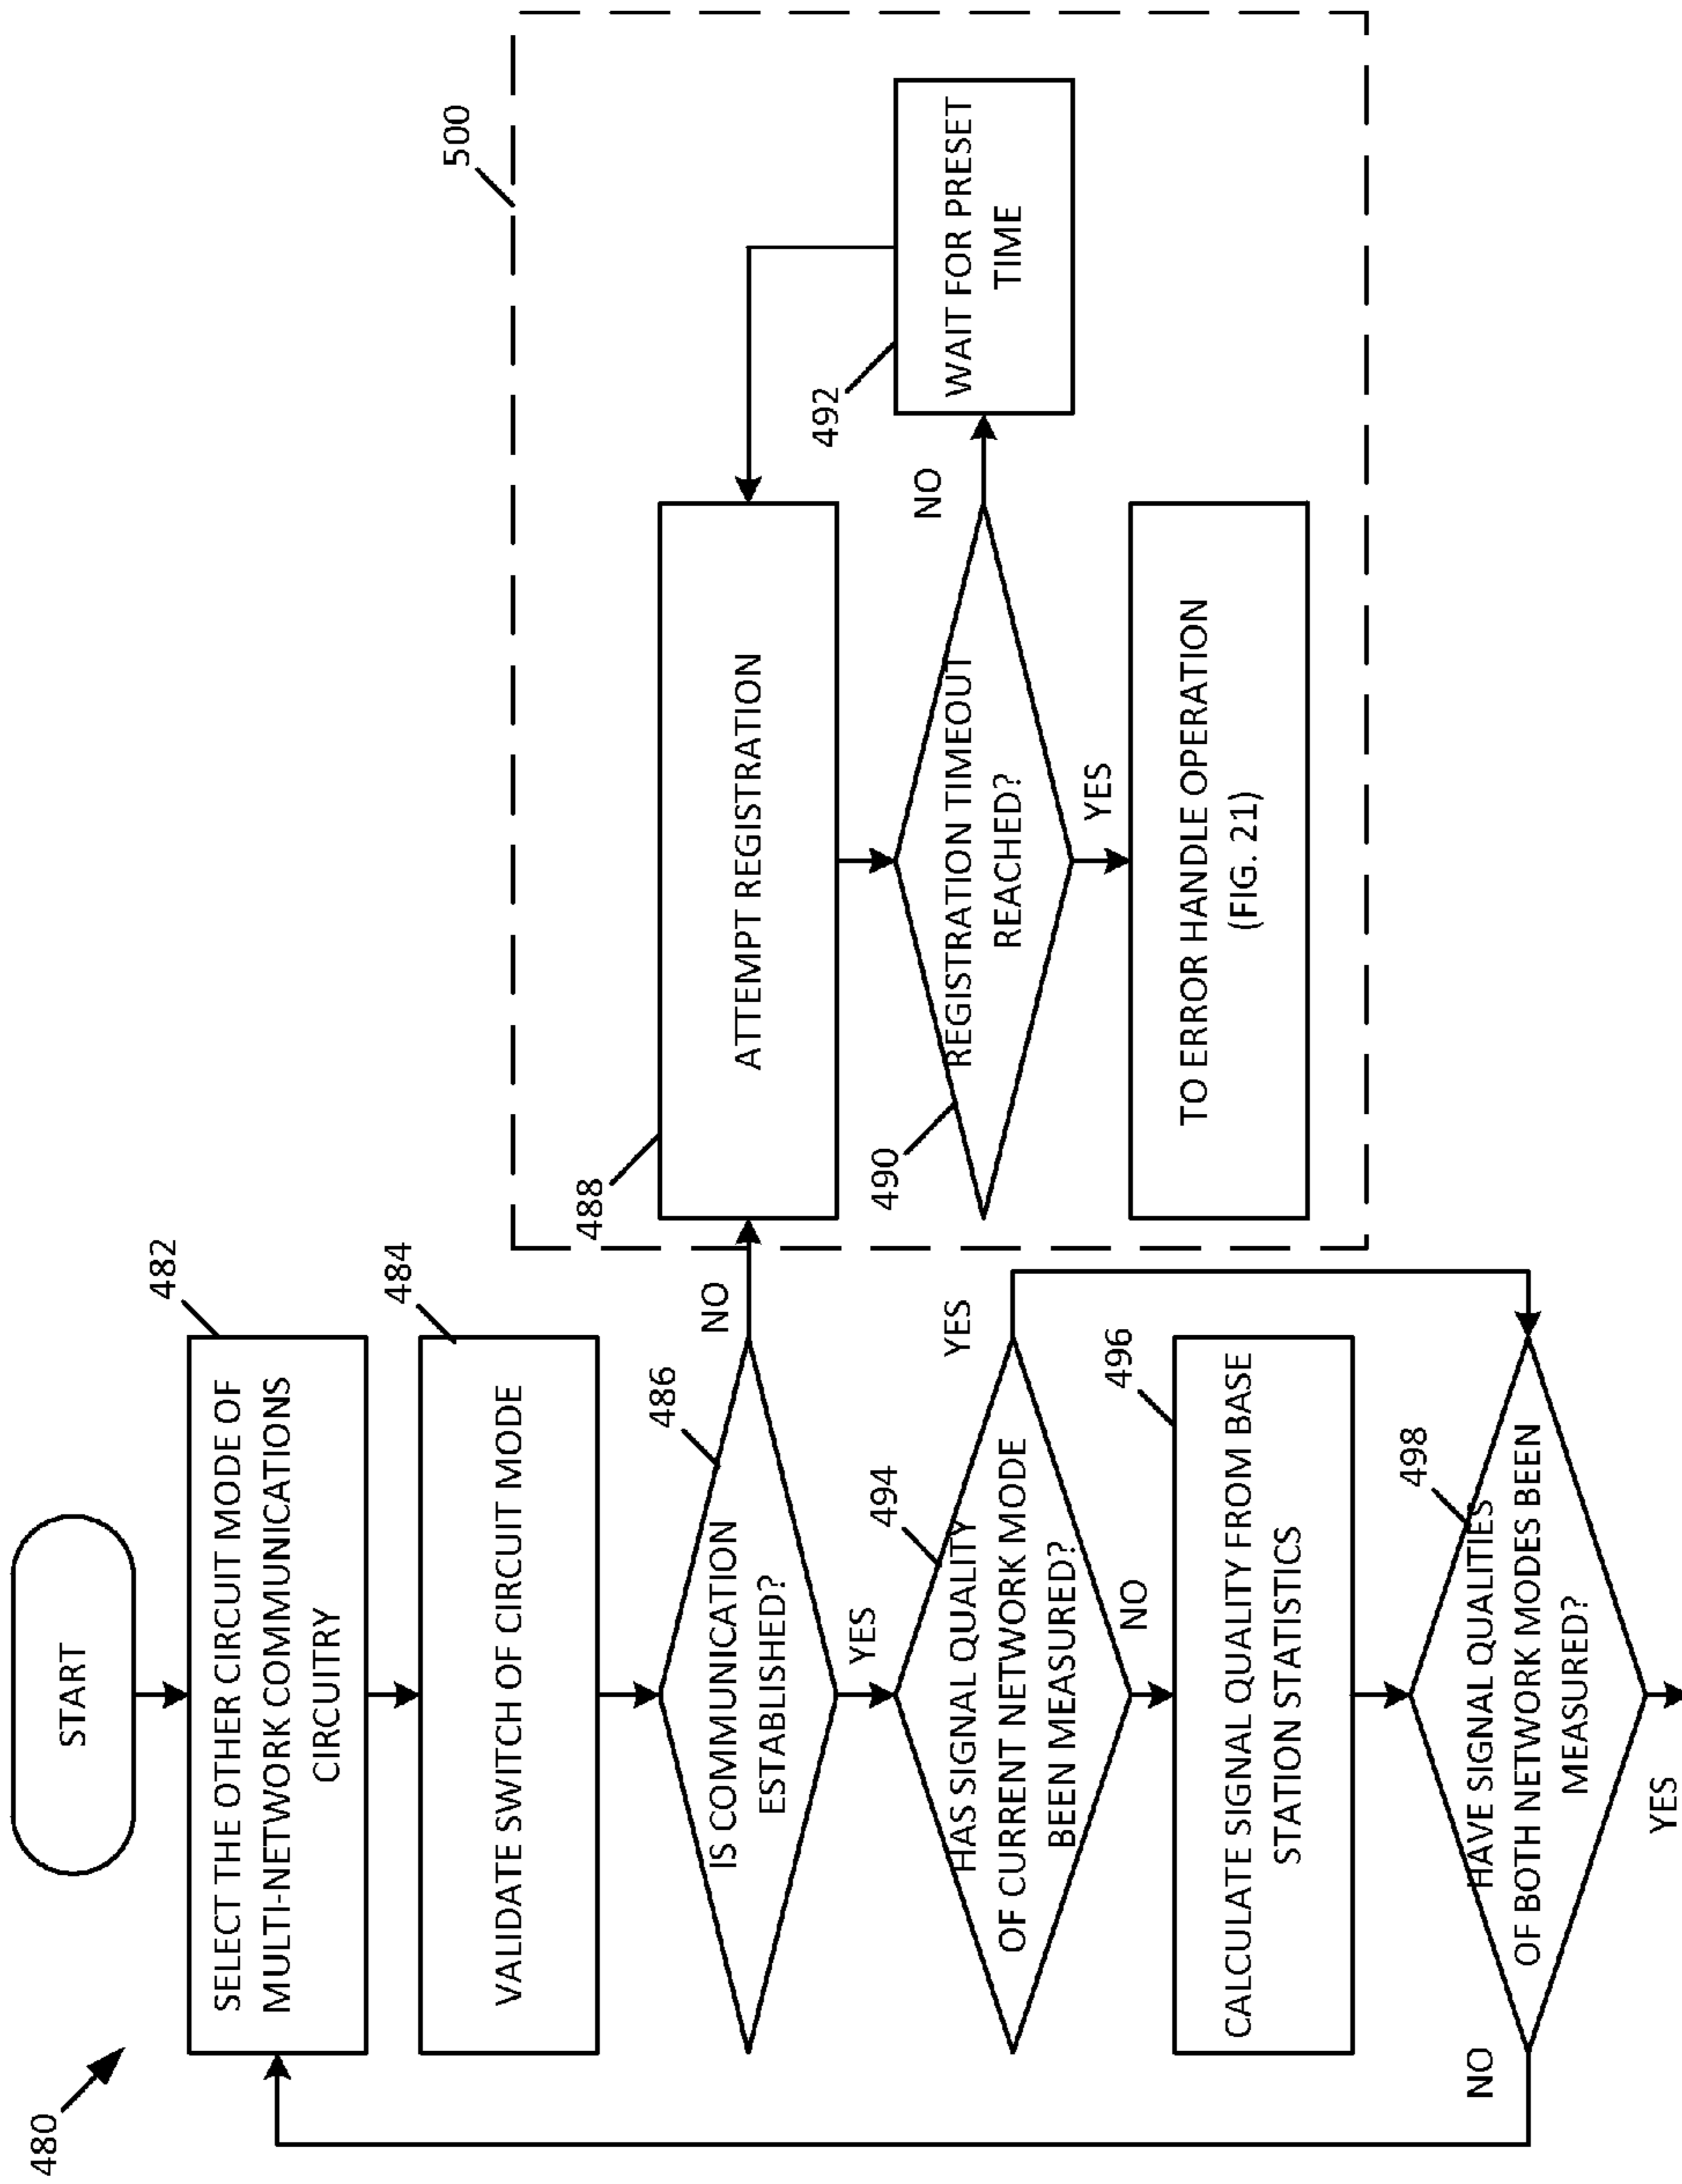 480
START
SELECT THE OTHER CIRCUIT MODE OF
MULTI-NETWORK COMMUNICATIONS
CIRCUITRY
482
VALIDATE SWITCH OF CIRCUIT MODE
484
IS COMMUNICATION
ESTABLISHED?
486
NO
YES
500
ATTEMPT REGISTRATION
488
REGISTRATION TIMEOUT
REACHED?
490
NO
WAIT FOR PRESET
TIME
492
YES
TO ERROR HANDLE OPERATION
(FIG. 21)
HAS SIGNAL QUALITY
OF CURRENT NETWORK MODE
BEEN MEASURED?
494
YES
NO
CALCULATE SIGNAL QUALITY FROM BASE
STATION STATISTICS
496
HAVE SIGNAL QUALITIES
OF BOTH NETWORK MODES BEEN
MEASURED?
498
NO
YES